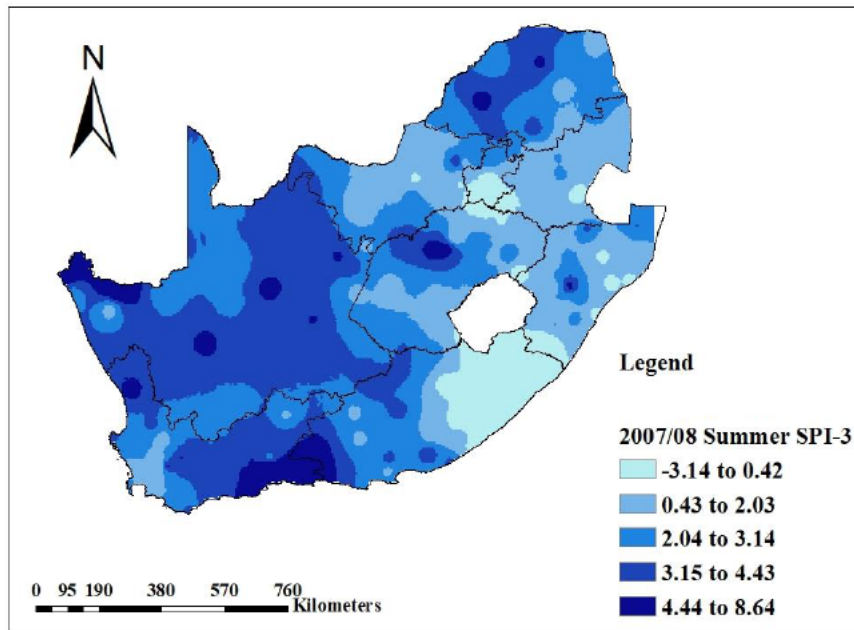 N
Legend
2007/08 Summer SPI-3
-3.14 to 0.42
0.43 to 2.03
2.04 to 3.14
3.15 to 4.43
4.44 to 8.64
0 95 190 380 570 760
Kilometers